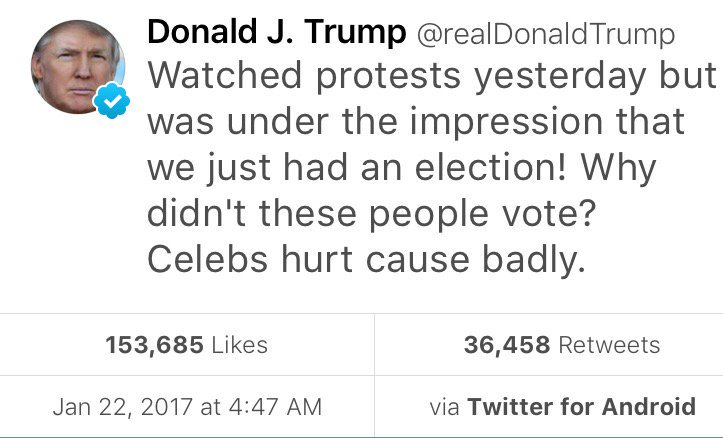 Donald J. Trump @realDonaldTrump
Watched protests yesterday but
was under the impression that
we just had an election! Why
didn't these people vote?
Celebs hurt cause badly.
153,685 Likes
36,458 Retweets
Jan 22, 2017 at 4:47 AM
via Twitter for Android